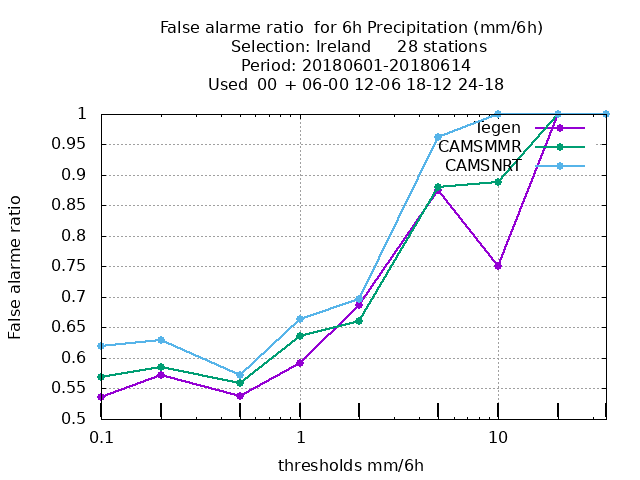 False alarme ratio  for 6h Precipitation (mm/6h)
Selection: Ireland     28 stations
Period: 20180601-20180614
Used  00  + 06-00 12-06 18-12 24-18
1
0.95
0.9
0.85
0.8
0.75
0.7
0.65
0.6
0.55
0.5
False alarme ratio
Tegen
CAMSMMR
CAMSNRT
0.1
1
10
thresholds mm/6h